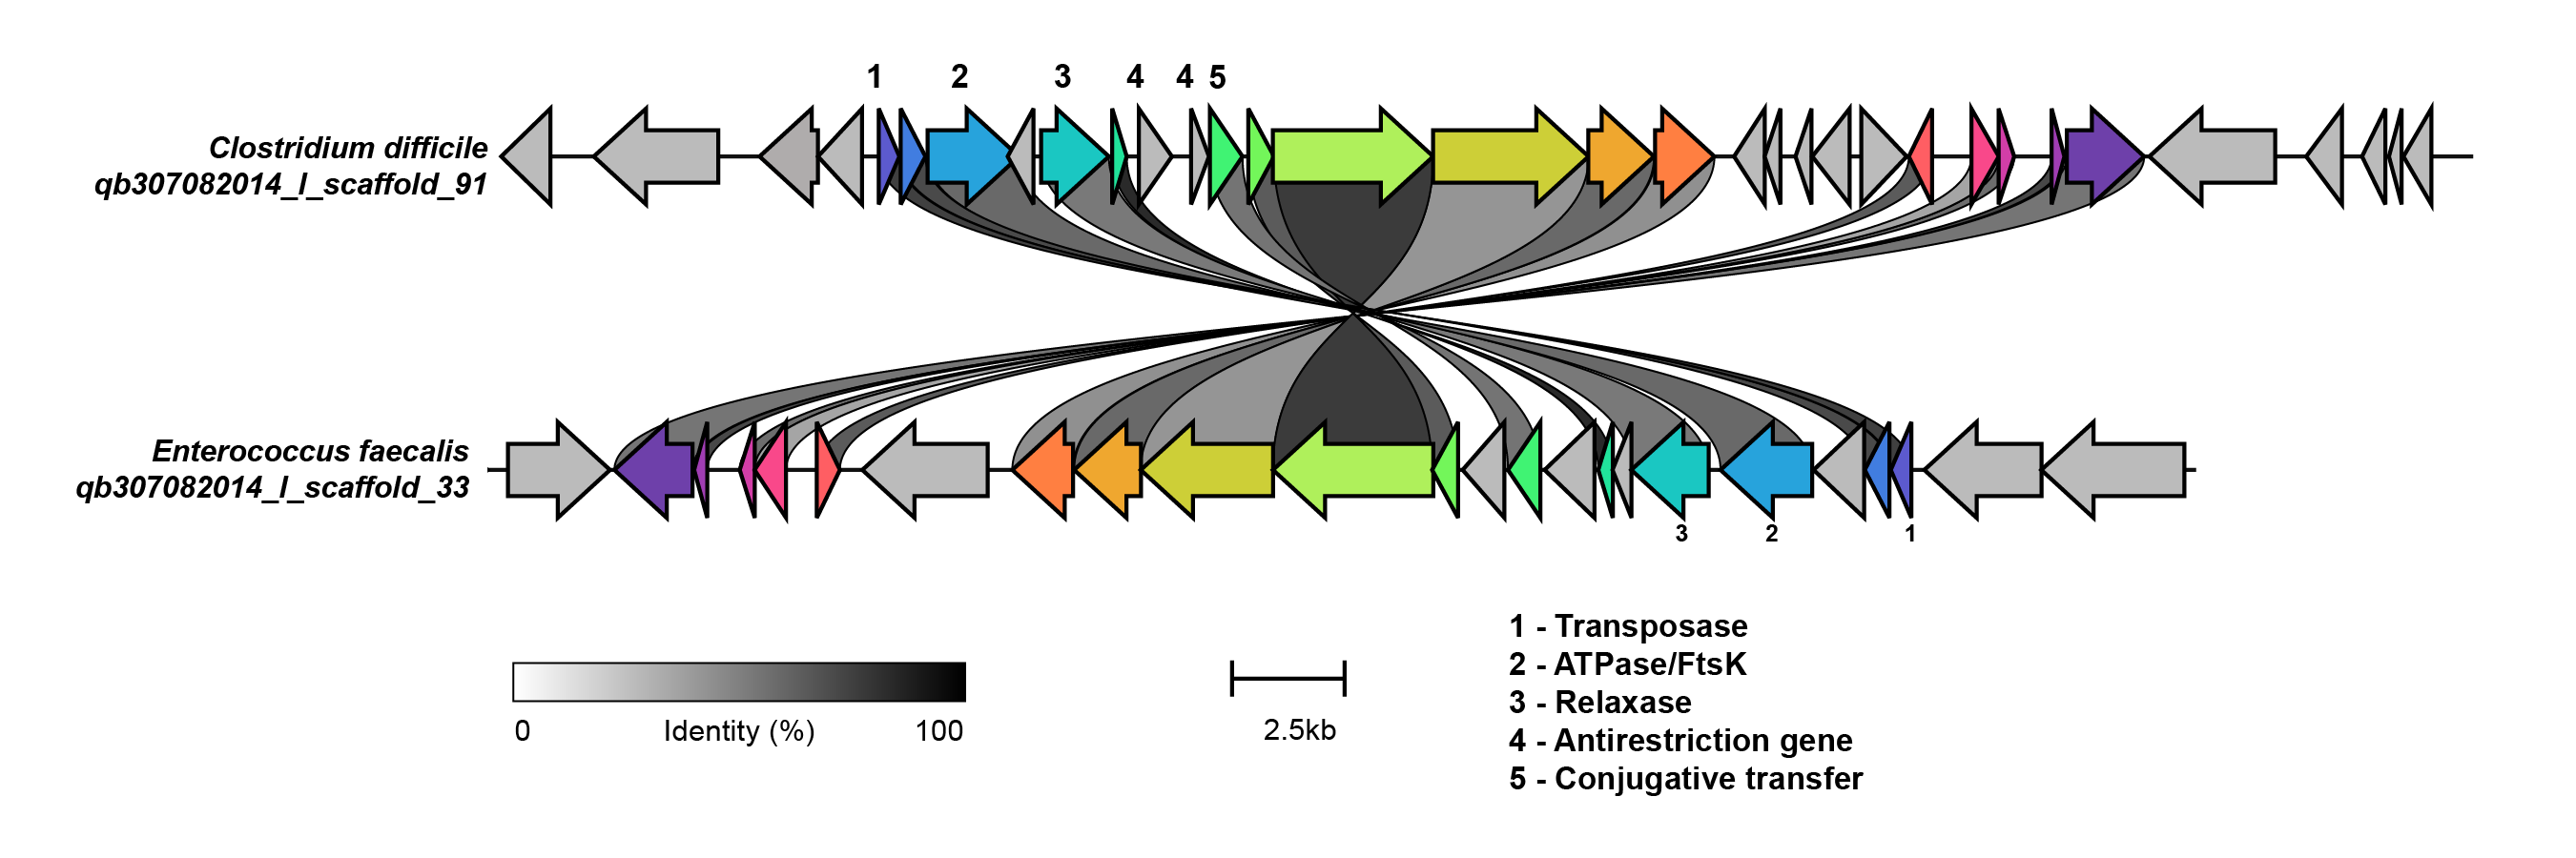 1 2 3 4 4 5
Clostridium difficile
qb307082014_I_scaffold_91
Enterococcus faecalis
qb307082014_I_scaffold_33
3 2 1
0 Identity (%) 100
2.5kb
1 - Transposase
2 - ATPase/FtsK
3 - Relaxase
4 - Antirestriction gene
5 - Conjugative transfer